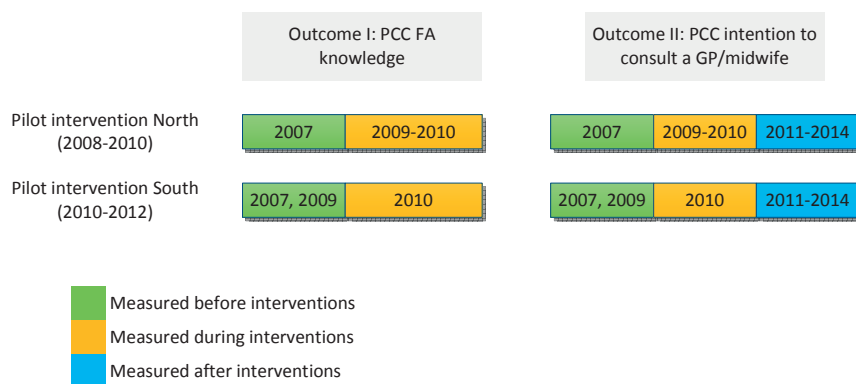 Outcome I: PCC FA
knowledge
Outcome II: PCC intention to
consult a GP/midwife
Pilot intervention North
(2008-2010)
2007
2009-2010
2007
2009-2010
2011-2014
Pilot intervention South
(2010-2012)
2007, 2009
2010
2007, 2009
2010
2011-2014
Measured before interventions
Measured during interventions
Measured after interventions